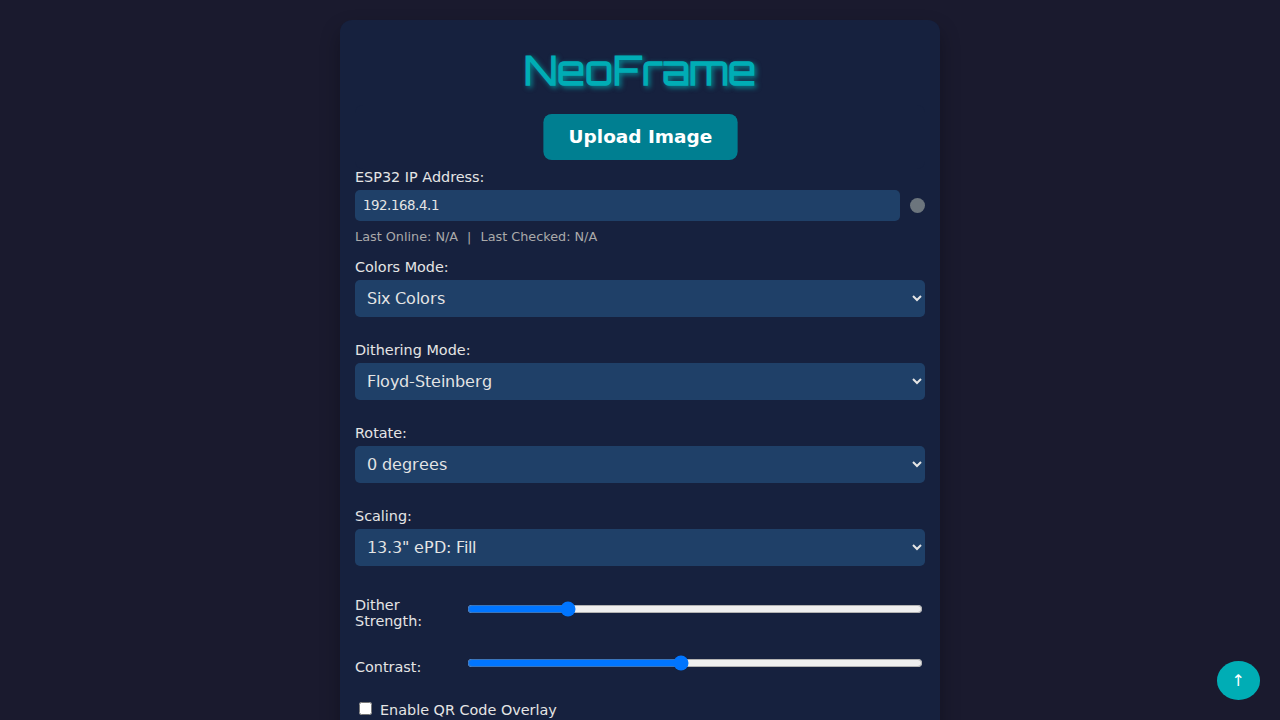 NeoFrame
Upload Image
ESP32 IP Address:
192.168.4.1
Last Online: N/A | Last Checked: N/A
Colors Mode:
Six Colors
Dithering Mode:
Floyd-Steinberg
Rotate:
0 degrees
Scaling:
13.3" ePD: Fill
Dither
Strength:
Contrast:
Enable QR Code Overlay
↑